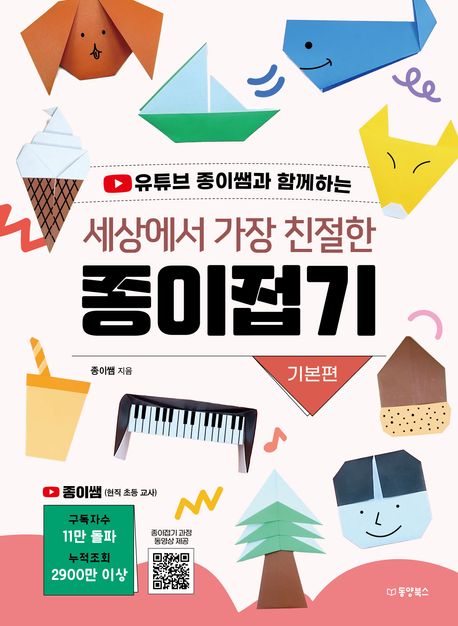 유튜브 종이쌤과 함께하는
세상에서 가장 친절한
종이접기
종이쌤 지음
기본편
종이쌤 (현직 초등 교사)
구독자수
11만 돌파
누적조회
2900만 이상
종이접기 과정
동영상 제공
동양북스